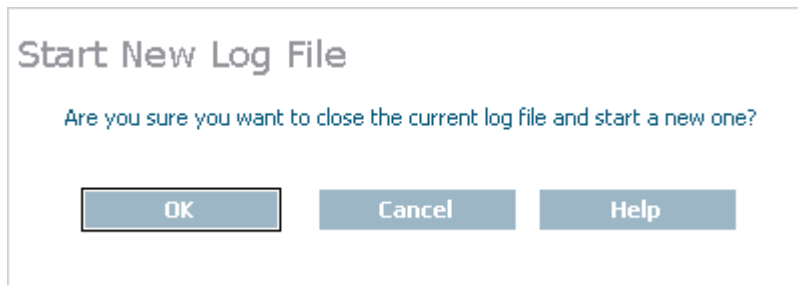 Start New Log File
Are you sure you want to close the current log file and start a new one?
OK Cancel Help